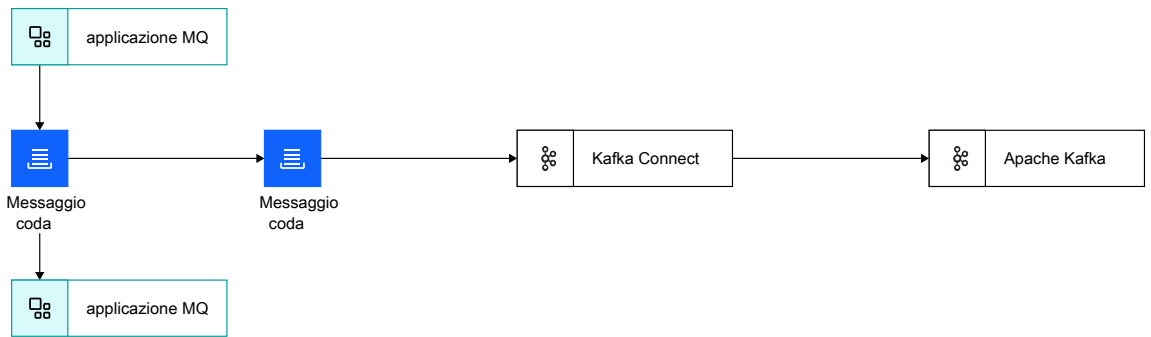 applicazione MQ
Messaggio
coda
Messaggio
coda
Kafka Connect
Apache Kafka
applicazione MQ